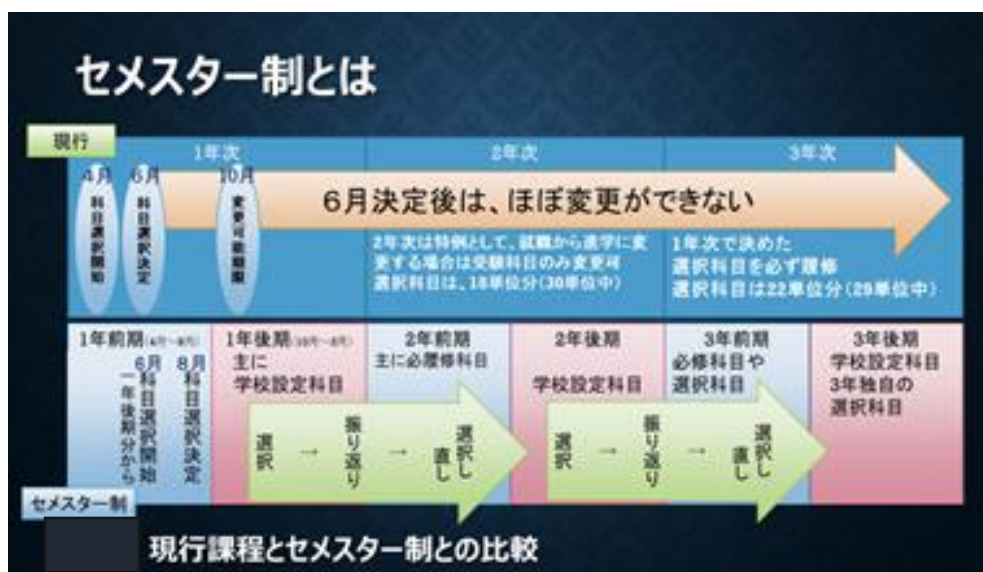 セメスター制とは
現行
1年次
2年次
3年次
4月
科目選択開始
6月
科目選択決定
10月
変更可能期限
6月決定後は、ほぼ変更ができない
2年次は特例として、就職から進学に変
更する場合は受験科目のみ変更可
選択科目は、18単位分(30単位中)
1年次で決めた
選択科目を必ず履修
選択科目は22単位分(29単位中)
1年前期
6月
一年後期分から
科目選択開始
8月
科目選択決定
1年後期
主に
学校設定科目
2年前期
主に必履修科目
2年後期
学校設定科目
3年前期
必修科目や
選択科目
3年後期
学校設定科目
3年独自の
選択科目
選択
→
振り返り
→
選択し
直し
選択
→
振り返り
→
選択し
直し
セメスター制
現行課程とセメスター制との比較